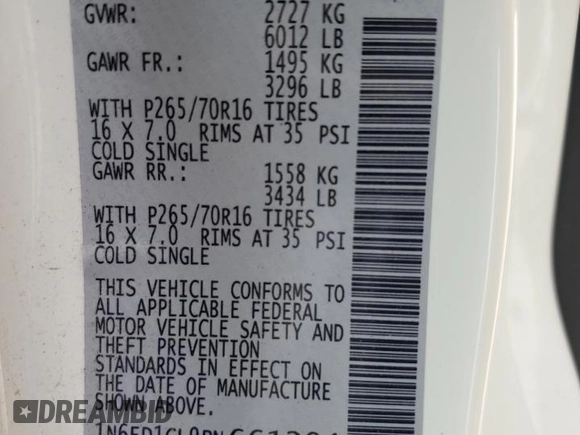 GVWR: 2727 KG
6012 LB
GAWR FR.: 1495 KG
3296 LB
WITH P265/70R16 TIRES
16 X 7.0 RIMS AT 35 PSI
COLD SINGLE
GAWR RR.: 1558 KG
3434 LB
WITH P265/70R16 TIRES
16 X 7.0 RIMS AT 35 PSI
COLD SINGLE
THIS VEHICLE CONFORMS TO
ALL APPLICABLE FEDERAL
MOTOR VEHICLE SAFETY AND
THEFT PREVENTION
STANDARDS IN EFFECT ON
THE DATE OF MANUFACTURE
SHOWN ABOVE.
DREAMBID